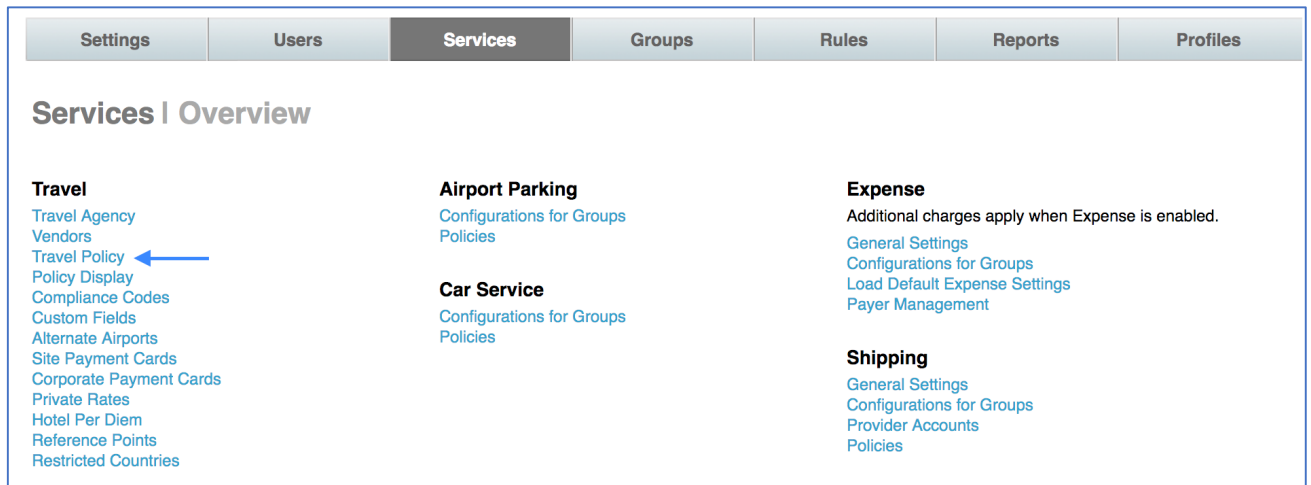 Settings Users Services Groups Rules Reports Profiles
Services | Overview
Travel
Travel Agency
Vendors
Travel Policy
Policy Display
Compliance Codes
Custom Fields
Alternate Airports
Site Payment Cards
Corporate Payment Cards
Private Rates
Hotel Per Diem
Reference Points
Restricted Countries
Airport Parking
Configurations for Groups
Policies
Car Service
Configurations for Groups
Policies
Expense
Additional charges apply when Expense is enabled.
General Settings
Configurations for Groups
Load Default Expense Settings
Payer Management
Shipping
General Settings
Configurations for Groups
Provider Accounts
Policies